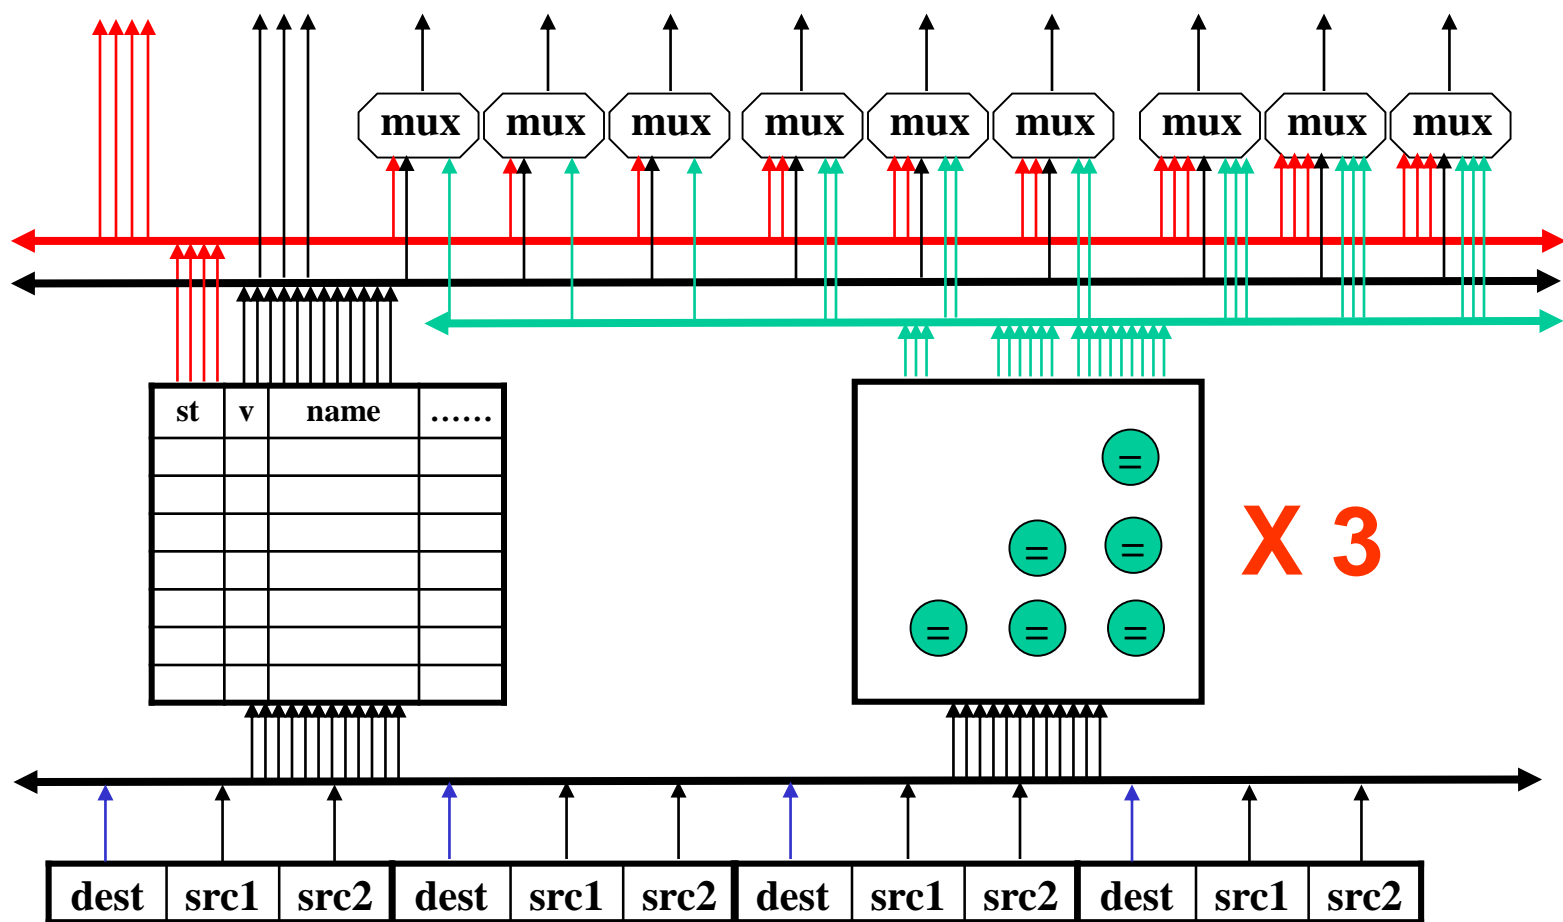 mux mux mux mux mux mux mux mux mux
st v name ......
=
= =
= = =
X 3
dest src1 src2 dest src1 src2 dest src1 src2 dest src1 src2